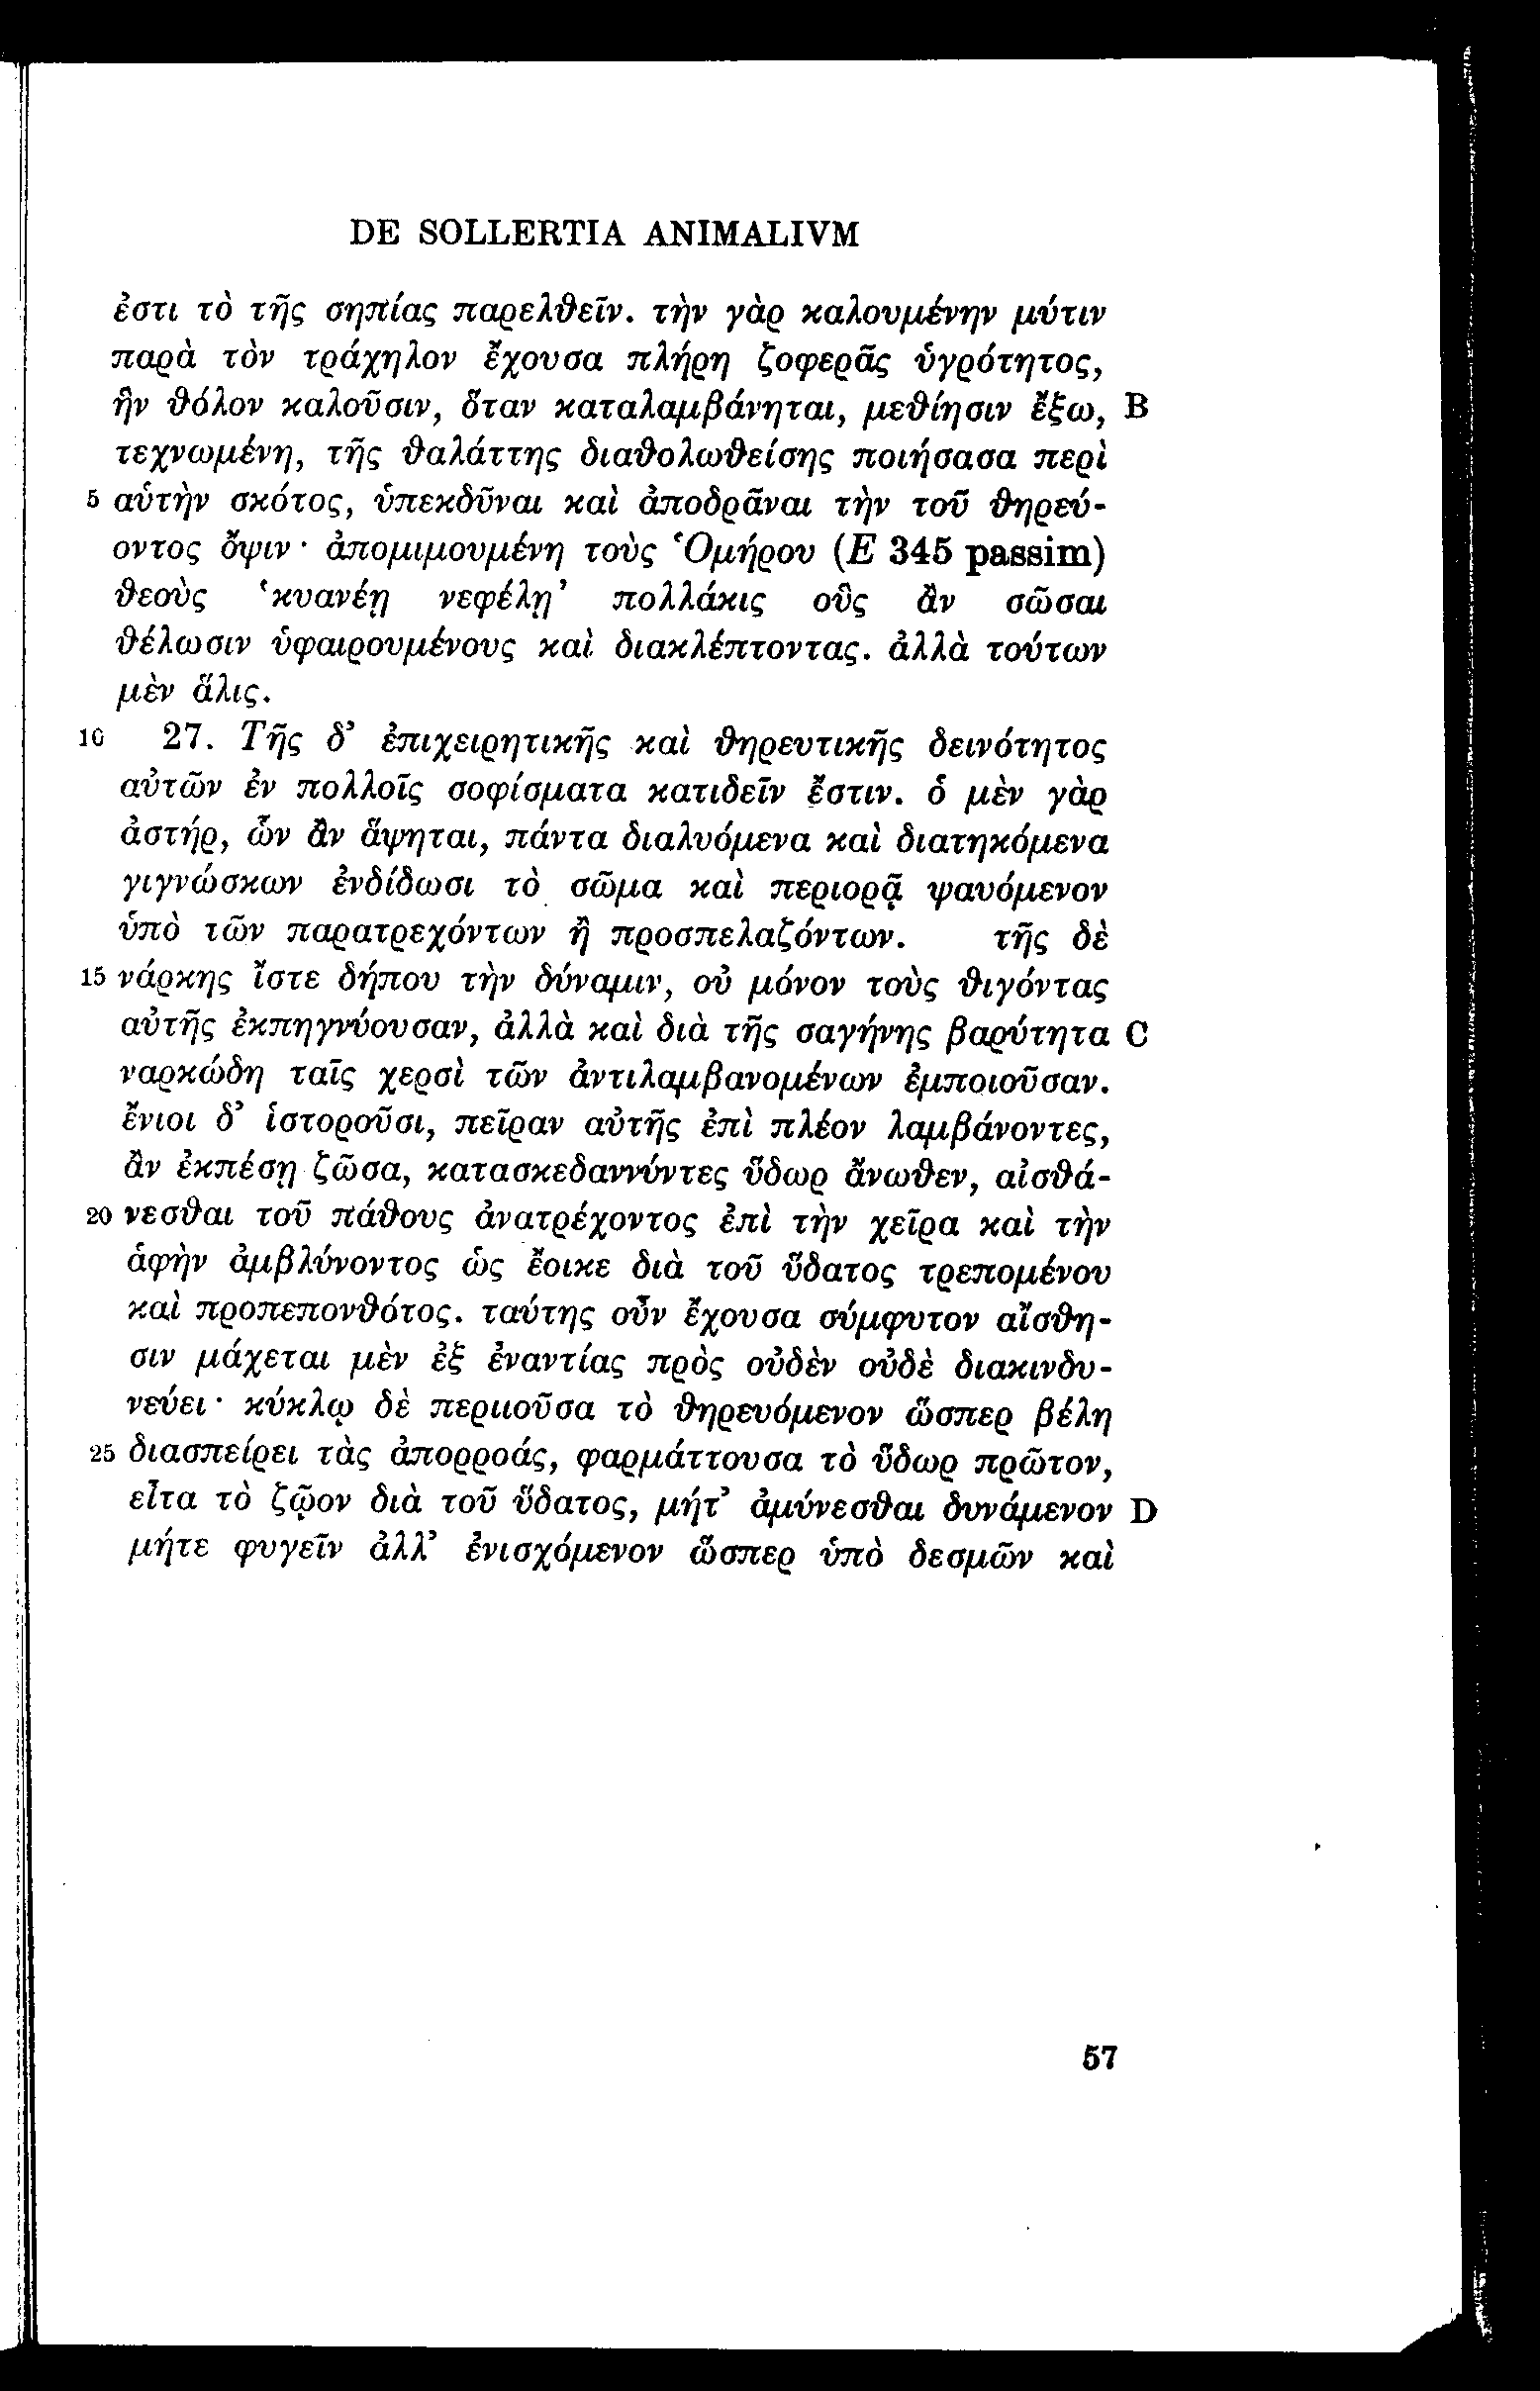 DE SOLLERTIA ANIMALIVM
ἐστι τὸ τῆς σηπίας παρελθεῖν. τὴν γὰρ καλουμένην μύτιν
παρὰ τὸν τράχηλον ἔχουσα πλήρη ζοφερᾶς ὑγρότητος,
ἣν θόλον καλοῦσιν, ὅταν καταλαμβάνηται, μεθίησιν ἔξω, B
τεχνωμένη, τῆς θαλάττης διαθολωθείσης ποιήσασα περὶ
5 αὑτὴν σκότος, ὑπεκδῦναι καὶ ἀποδρᾶναι τὴν τοῦ θηρεύ-
οντος ὄψιν· ἀπομιμουμένη τοὺς Ὁμήρου (E 345 passim)
θεοὺς ‘κυανέῃ νεφέλῃ’ πολλάκις οὓς ἂν σῶσαι
θέλωσιν ὑφαιρουμένους καὶ διακλέπτοντας. ἀλλὰ τούτων
μὲν ἅλις.
10 27. Τῆς δ’ ἐπιχειρητικῆς καὶ θηρευτικῆς δεινότητος
αὐτῶν ἐν πολλοῖς σοφίσματα κατιδεῖν ἔστιν. ὁ μὲν γὰρ
ἀστήρ, ὧν ἂν ἅψηται, πάντα διαλυόμενα καὶ διατηκόμενα
γιγνώσκων ἐνδίδωσι τὸ σῶμα καὶ περιορᾷ ψαυόμενον
ὑπὸ τῶν παρατρεχόντων ἢ προσπελαζόντων. τῆς δὲ
15 νάρκης ἴστε δήπου τὴν δύναμιν, οὐ μόνον τοὺς θιγόντας
αὐτῆς ἐκπηγνύουσαν, ἀλλὰ καὶ διὰ τῆς σαγήνης βαρύτητα C
ναρκώδη ταῖς χερσὶ τῶν ἀντιλαμβανομένων ἐμποιοῦσαν.
ἔνιοι δ’ ἱστοροῦσι, πεῖραν αὐτῆς ἐπὶ πλέον λαμβάνοντες,
ἂν ἐκπέσῃ ζῶσα, κατασκεδαννύντες ὕδωρ ἄνωθεν, αἰσθά-
20 νεσθαι τοῦ πάθους ἀνατρέχοντος ἐπὶ τὴν χεῖρα καὶ τὴν
ἁφὴν ἀμβλύνοντος ὡς ἔοικε διὰ τοῦ ὕδατος τρεπομένου
καὶ προπεπονθότος. ταύτης οὖν ἔχουσα σύμφυτον αἴσθη-
σιν μάχεται μὲν ἐξ ἐναντίας πρὸς οὐδὲν οὐδὲ διακινδυ-
νεύει· κύκλῳ δὲ περιιοῦσα τὸ θηρευόμενον ὥσπερ βέλη
25 διασπείρει τὰς ἀπορροάς, φαρμάττουσα τὸ ὕδωρ πρῶτον,
εἶτα τὸ ζῷον διὰ τοῦ ὕδατος, μήτ’ ἀμύνεσθαι δυνάμενον D
μήτε φυγεῖν ἀλλ’ ἐνισχόμενον ὥσπερ ὑπὸ δεσμῶν καὶ
57